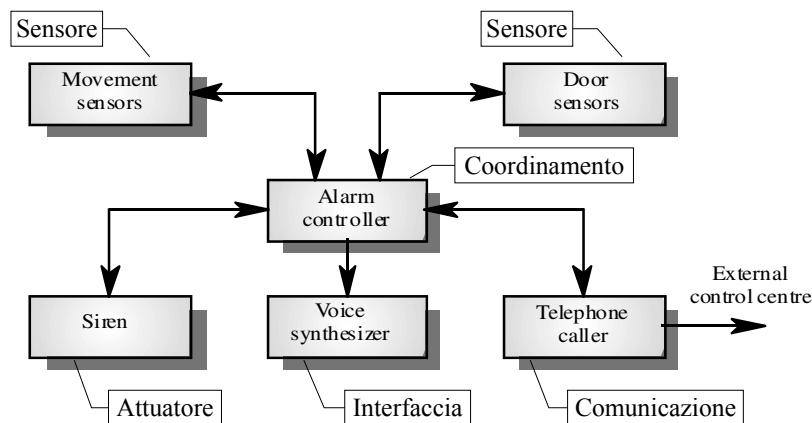 Sensore
Sensore
Movement
sensors
Door
sensors
Coordinamento
Alarm
controller
External
control centre
Siren
Voice
synthesizer
Telephone
caller
Attuatore
Interfaccia
Comunicazione